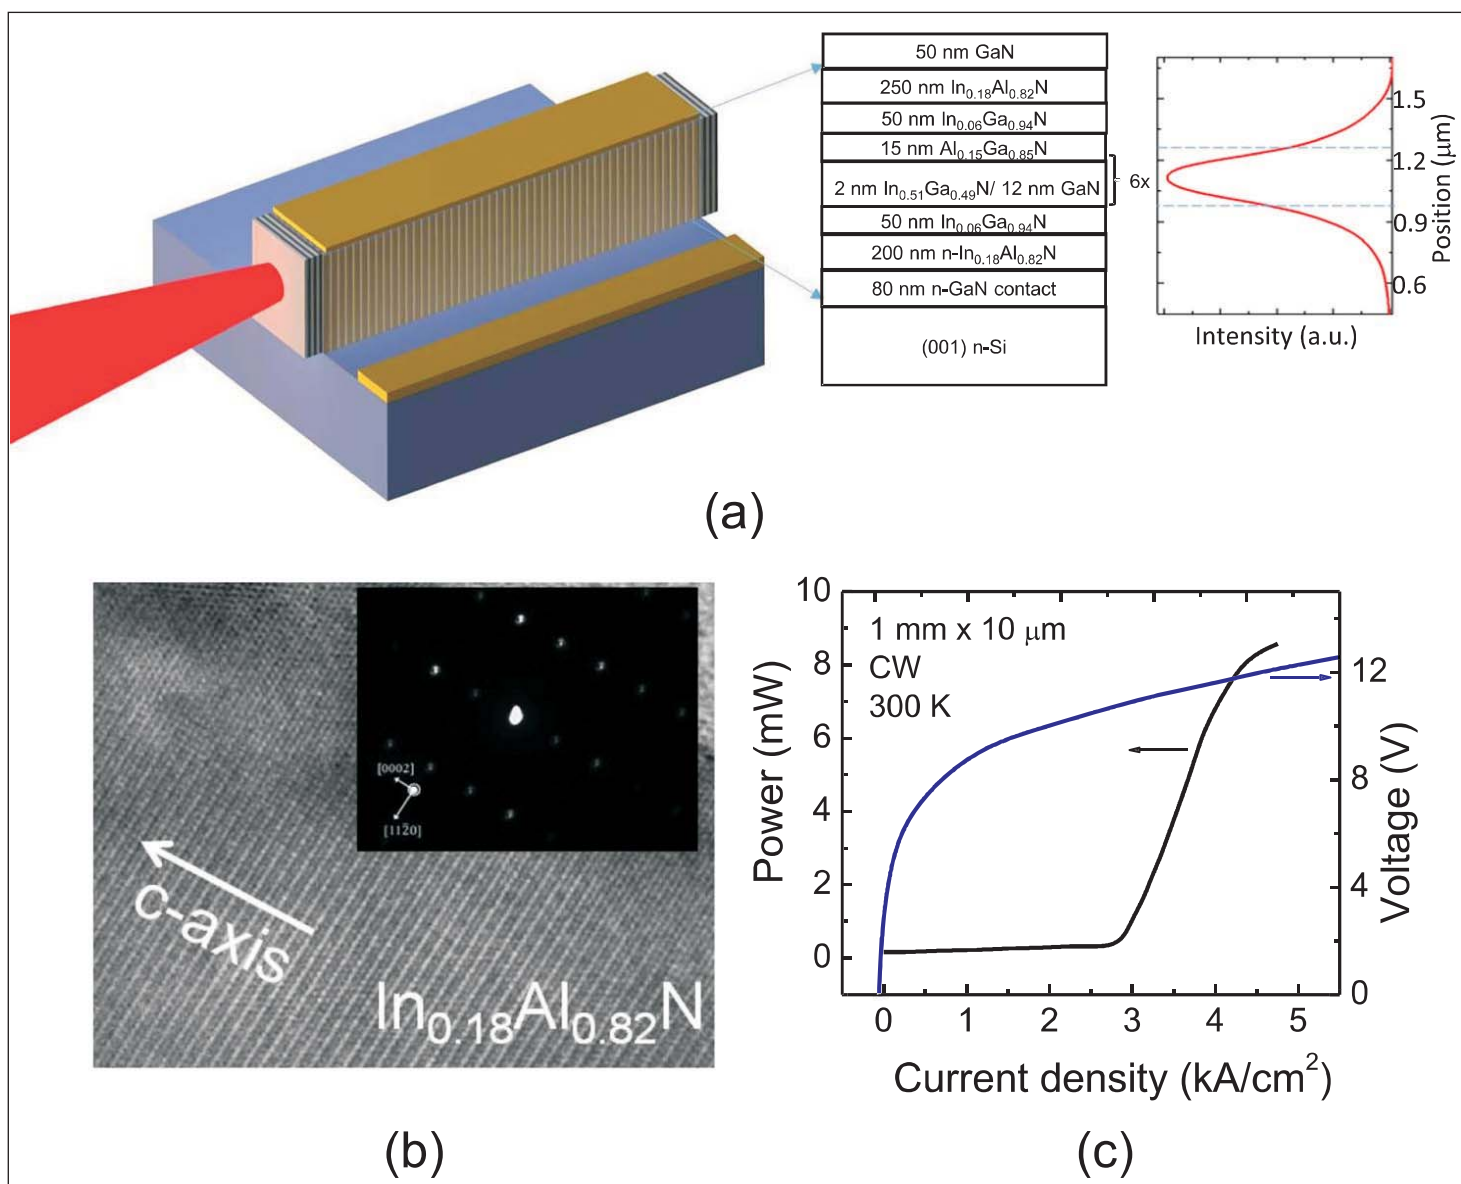 50 nm GaN
250 nm In₀.₁₈Al₀.₈₂N
50 nm In₀.₀₆Ga₀.₉₄N
15 nm Al₀.₁₅Ga₀.₈₅N
2 nm In₀.₅₁Ga₀.₄₉N/ 12 nm GaN
6x
50 nm In₀.₀₆Ga₀.₉₄N
200 nm n-In₀.₁₈Al₀.₈₂N
80 nm n-GaN contact
(001) n-Si
1.5
1.2
0.9
0.6
Position (μm)
Intensity (a.u.)
(a)
[0002]
[112̄0]
c-axis
In₀.₁₈Al₀.₈₂N
(b)
10
8
6
4
2
0
Power (mW)
1 mm x 10 μm
CW
300 K
12
8
4
0
Voltage (V)
0 1 2 3 4 5
Current density (kA/cm²)
(c)